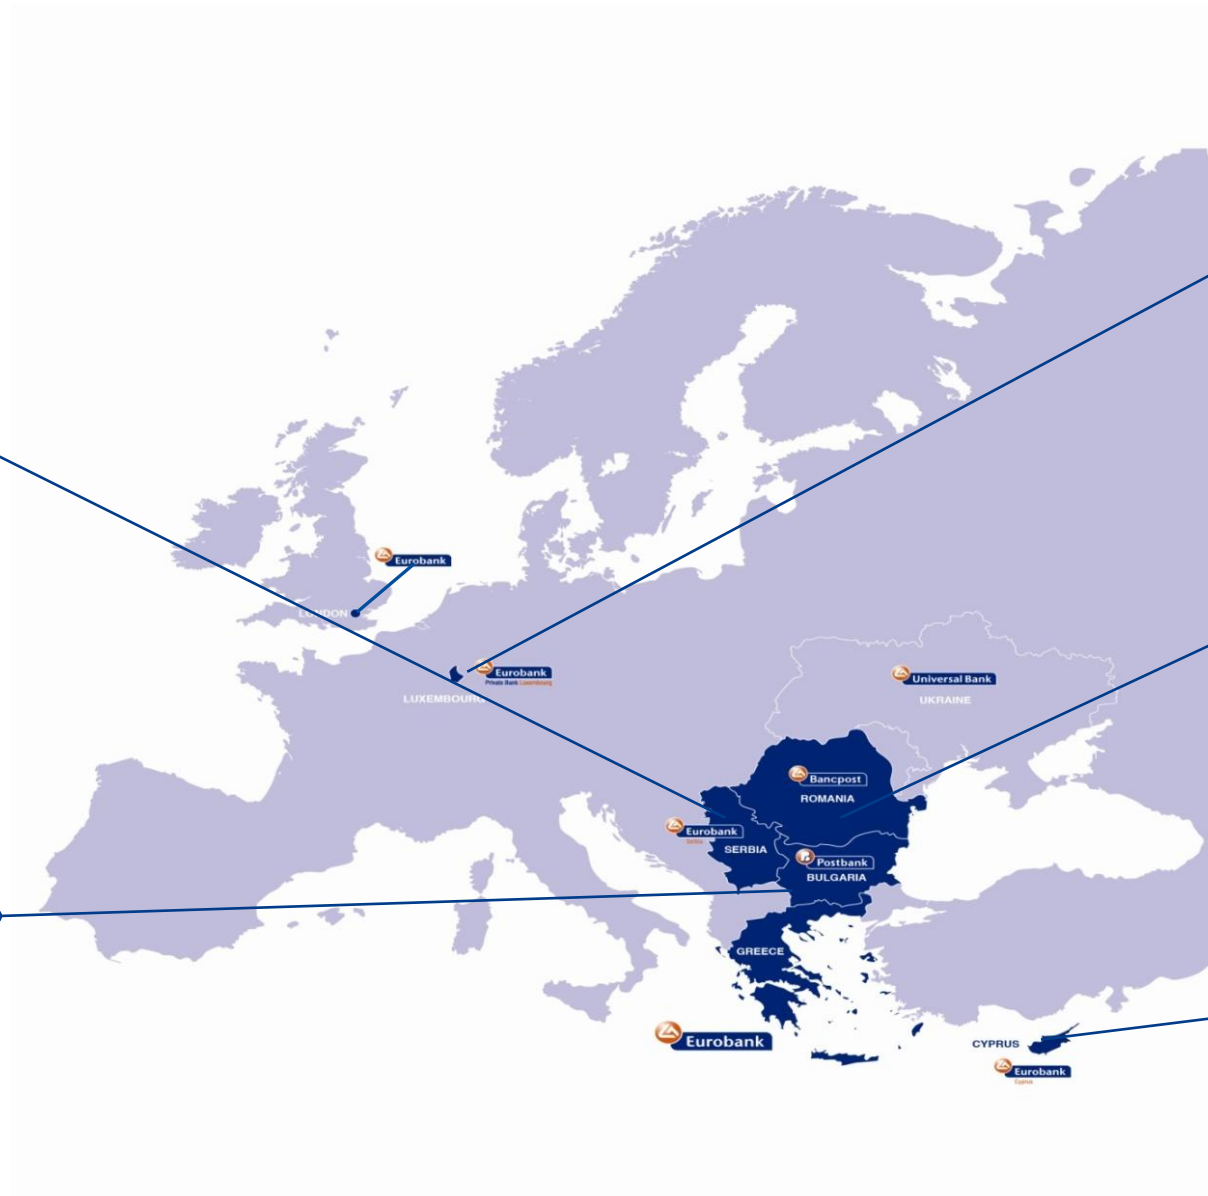 Eurobank
LONDON
Eurobank
Private Bank Luxembourg
LUXEMBOURG
Universal Bank
UKRAINE
Bancpost
ROMANIA
Eurobank
Serbia
SERBIA
Postbank
BULGARIA
GREECE
Eurobank
CYPRUS
Eurobank
Cyprus